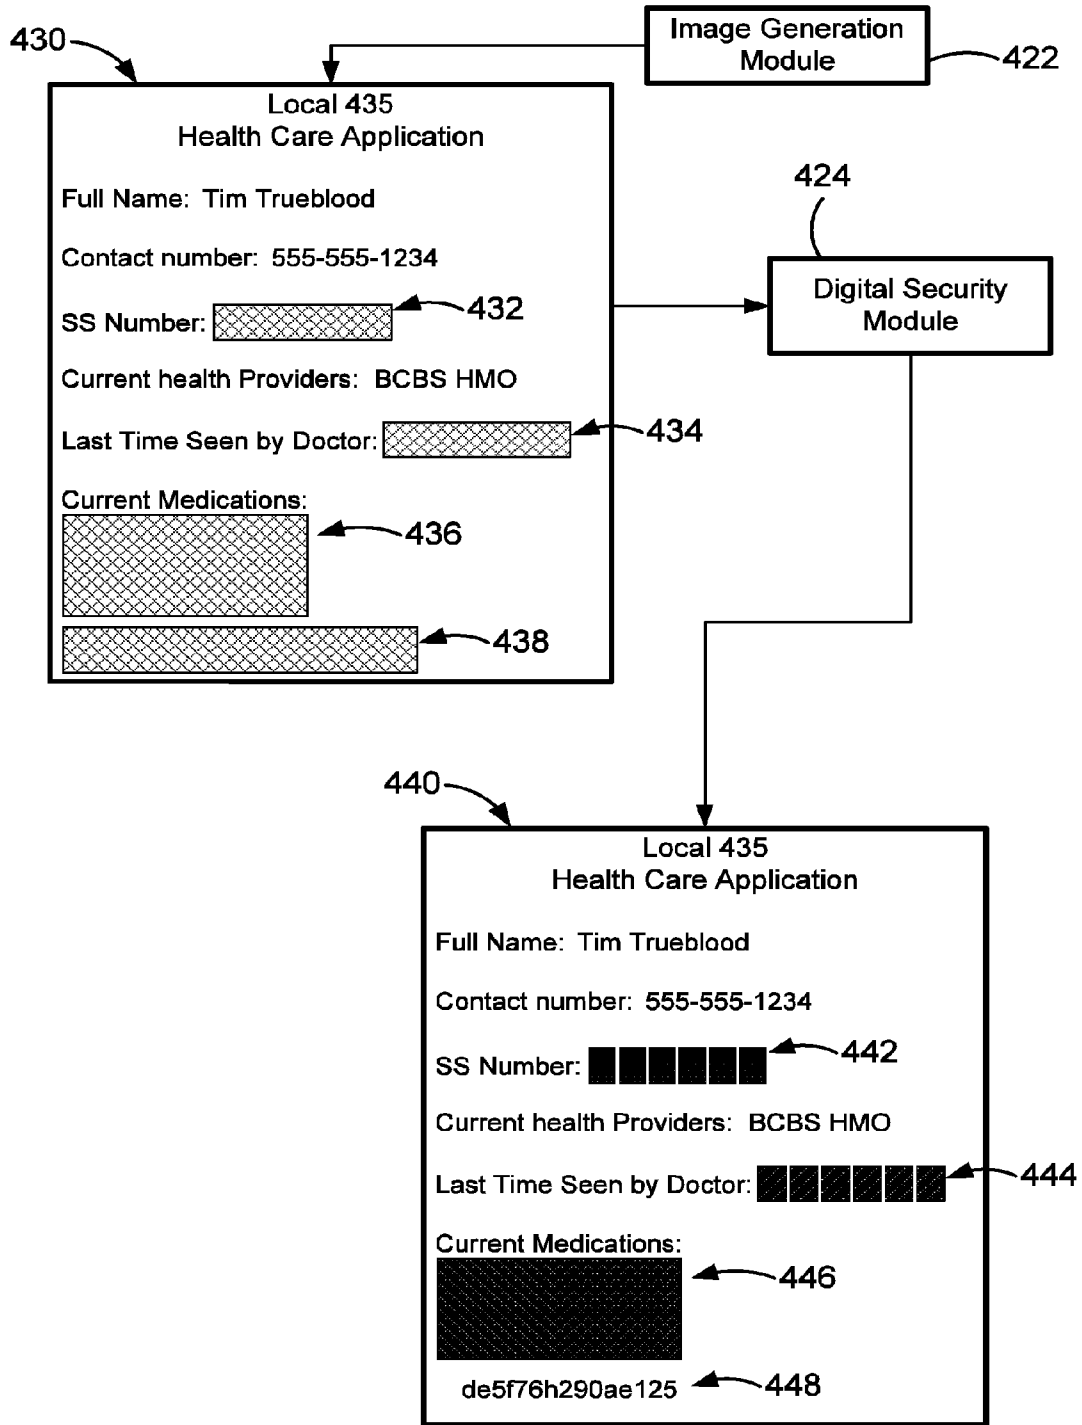 430
Image Generation
Module
422
Local 435
Health Care Application
Full Name: Tim Trueblood
Contact number: 555-555-1234
SS Number:
432
Current health Providers: BCBS HMO
Last Time Seen by Doctor:
434
Current Medications:
436
438
424
Digital Security
Module
440
Local 435
Health Care Application
Full Name: Tim Trueblood
Contact number: 555-555-1234
SS Number:
442
Current health Providers: BCBS HMO
Last Time Seen by Doctor:
444
Current Medications:
446
de5f76h290ae125
448